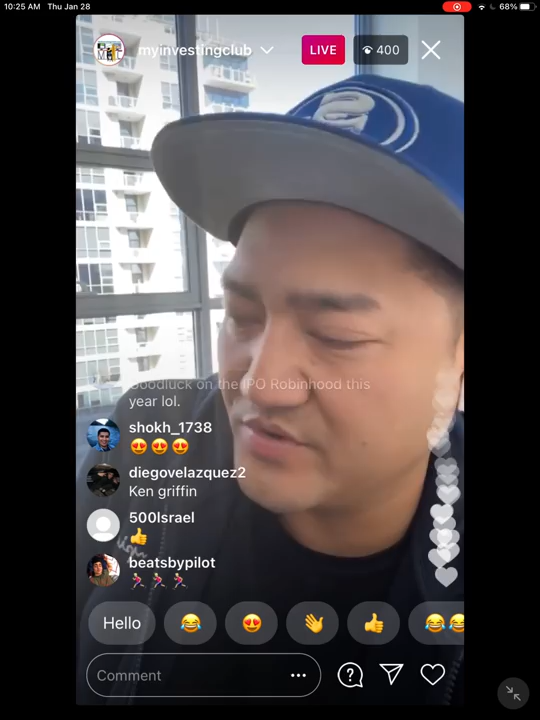 10:25 AM Thu Jan 28
68%
myinvestingclub
LIVE
400
Goodluck on the IPO Robinhood this
year lol.
shokh_1738
😍😍😍
diegovelazquez2
Ken griffin
500Israel
👍
beatsbypilot
🏃🏃🏃
Hello 😂 😍 👋 👍 😂😂
Comment